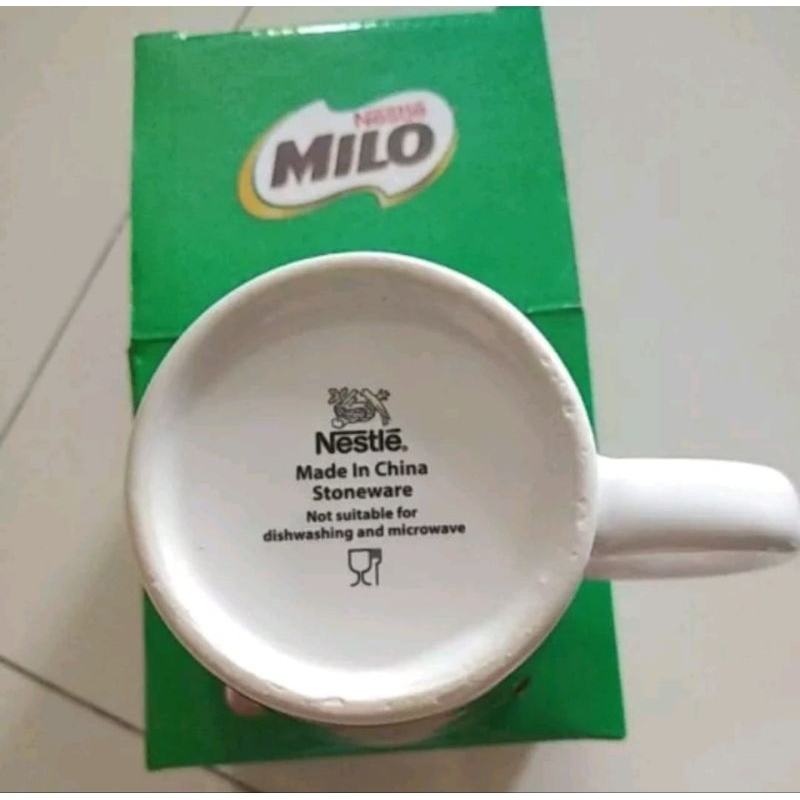 Nestlé
MILO
Nestlé®
Made In China
Stoneware
Not suitable for
dishwashing and microwave